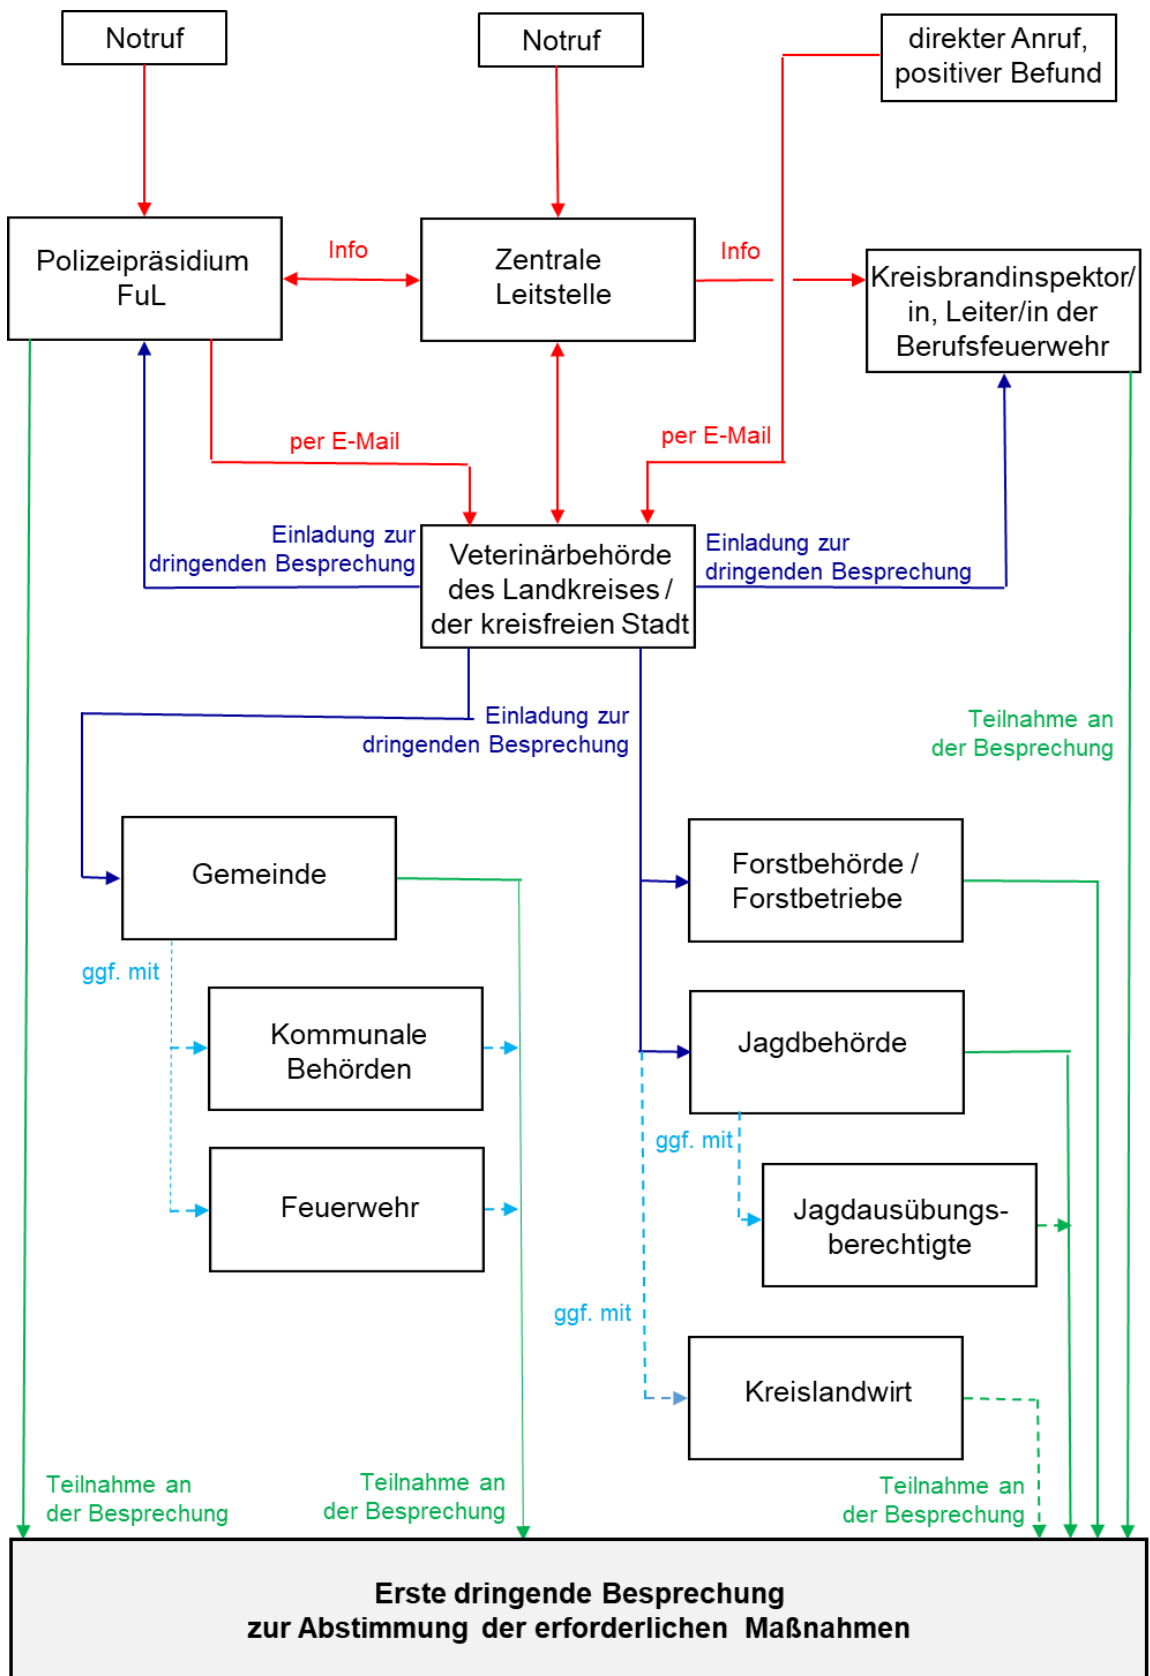 Notruf
Notruf
direkter Anruf,
positiver Befund
Polizeipräsidium
FuL
Info
Zentrale
Leitstelle
Info
Kreisbrandinspektor/
in, Leiter/in der
Berufsfeuerwehr
per E-Mail
per E-Mail
Einladung zur
dringenden Besprechung
Veterinärbehörde
des Landkreises /
der kreisfreien Stadt
Einladung zur
dringenden Besprechung
Einladung zur
dringenden Besprechung
Teilnahme an
der Besprechung
Gemeinde
Forstbehörde /
Forstbetriebe
ggf. mit
Kommunale
Behörden
Jagdbehörde
ggf. mit
Feuerwehr
Jagdausübungs-
berechtigte
ggf. mit
Kreislandwirt
Teilnahme an
der Besprechung
Teilnahme an
der Besprechung
Teilnahme an
der Besprechung
Erste dringende Besprechung
zur Abstimmung der erforderlichen Maßnahmen